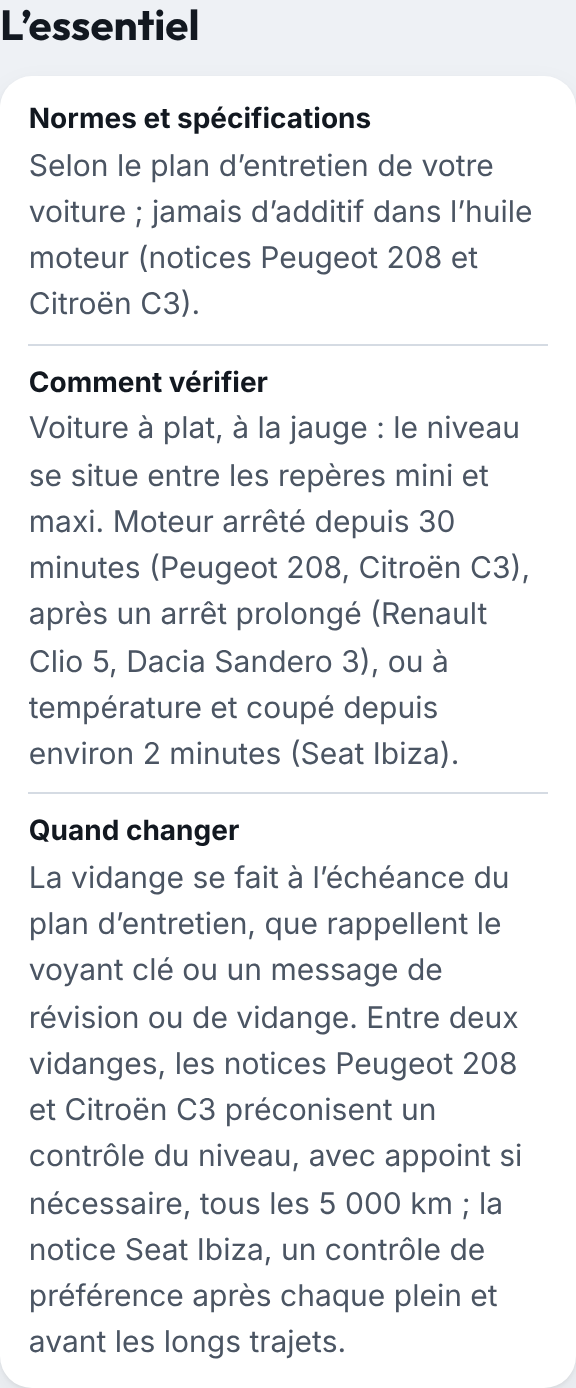 L’essentiel
Normes et spécifications
Selon le plan d’entretien de votre
voiture ; jamais d’additif dans l’huile
moteur (notices Peugeot 208 et
Citroën C3).
Comment vérifier
Voiture à plat, à la jauge : le niveau
se situe entre les repères mini et
maxi. Moteur arrêté depuis 30
minutes (Peugeot 208, Citroën C3),
après un arrêt prolongé (Renault
Clio 5, Dacia Sandero 3), ou à
température et coupé depuis
environ 2 minutes (Seat Ibiza).
Quand changer
La vidange se fait à l’échéance du
plan d’entretien, que rappellent le
voyant clé ou un message de
révision ou de vidange. Entre deux
vidanges, les notices Peugeot 208
et Citroën C3 préconisent un
contrôle du niveau, avec appoint si
nécessaire, tous les 5 000 km ; la
notice Seat Ibiza, un contrôle de
préférence après chaque plein et
avant les longs trajets.